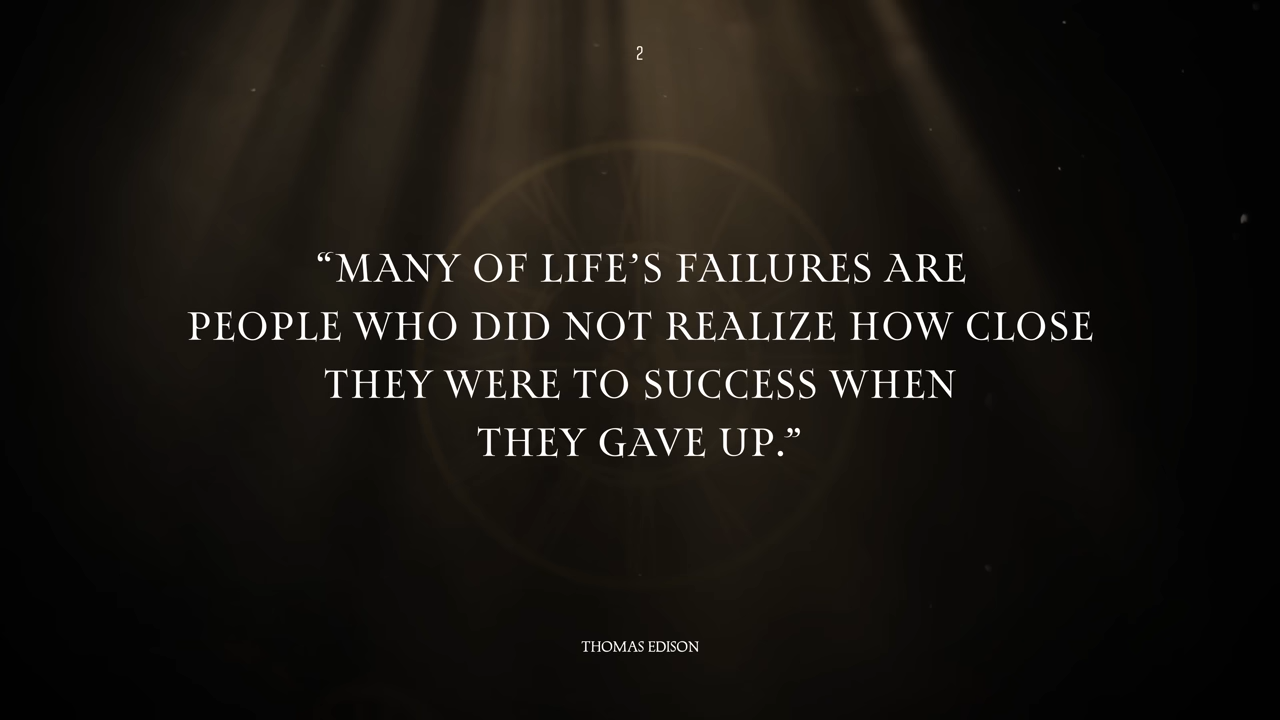 2
“MANY OF LIFE’S FAILURES ARE
PEOPLE WHO DID NOT REALIZE HOW CLOSE
THEY WERE TO SUCCESS WHEN
THEY GAVE UP.”
THOMAS EDISON